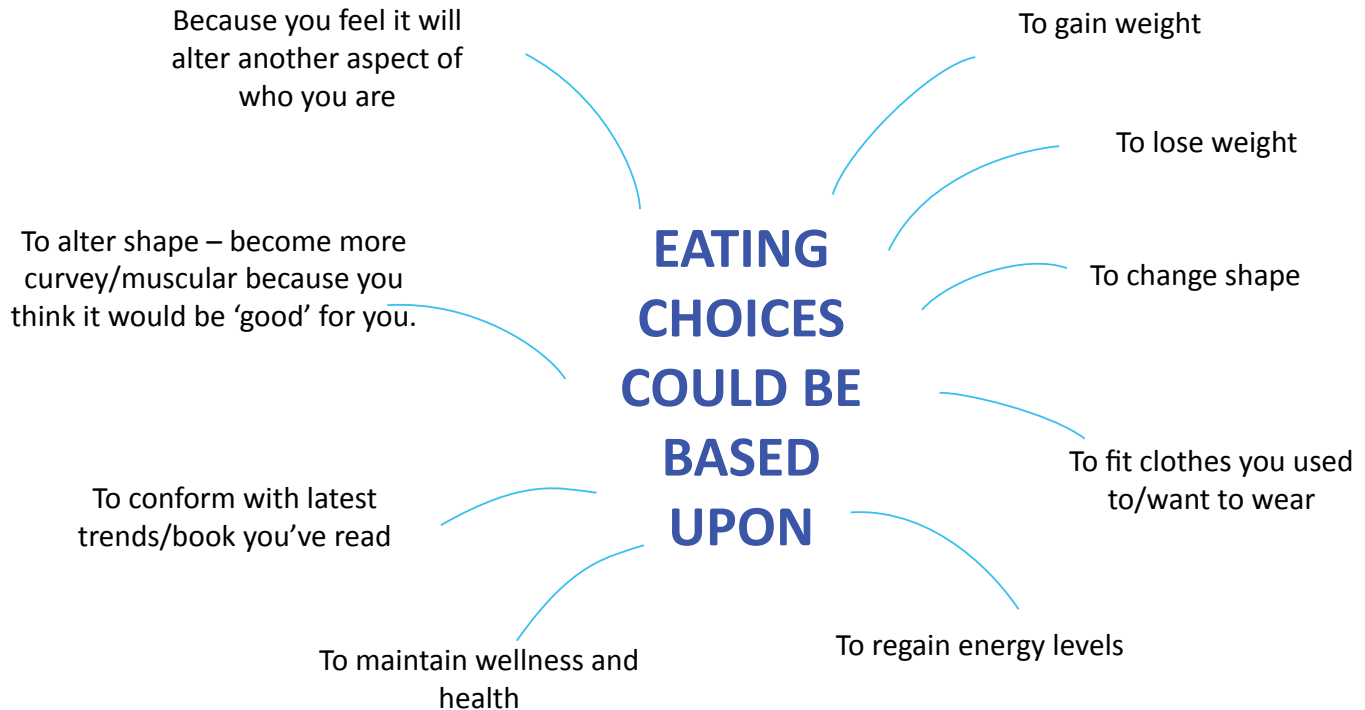 Because you feel it will
alter another aspect of
who you are
To gain weight
To lose weight
To alter shape – become more
curvey/muscular because you
think it would be ‘good’ for you.
EATING
CHOICES
COULD BE
BASED
UPON
To change shape
To fit clothes you used
to/want to wear
To conform with latest
trends/book you’ve read
To regain energy levels
To maintain wellness and
health